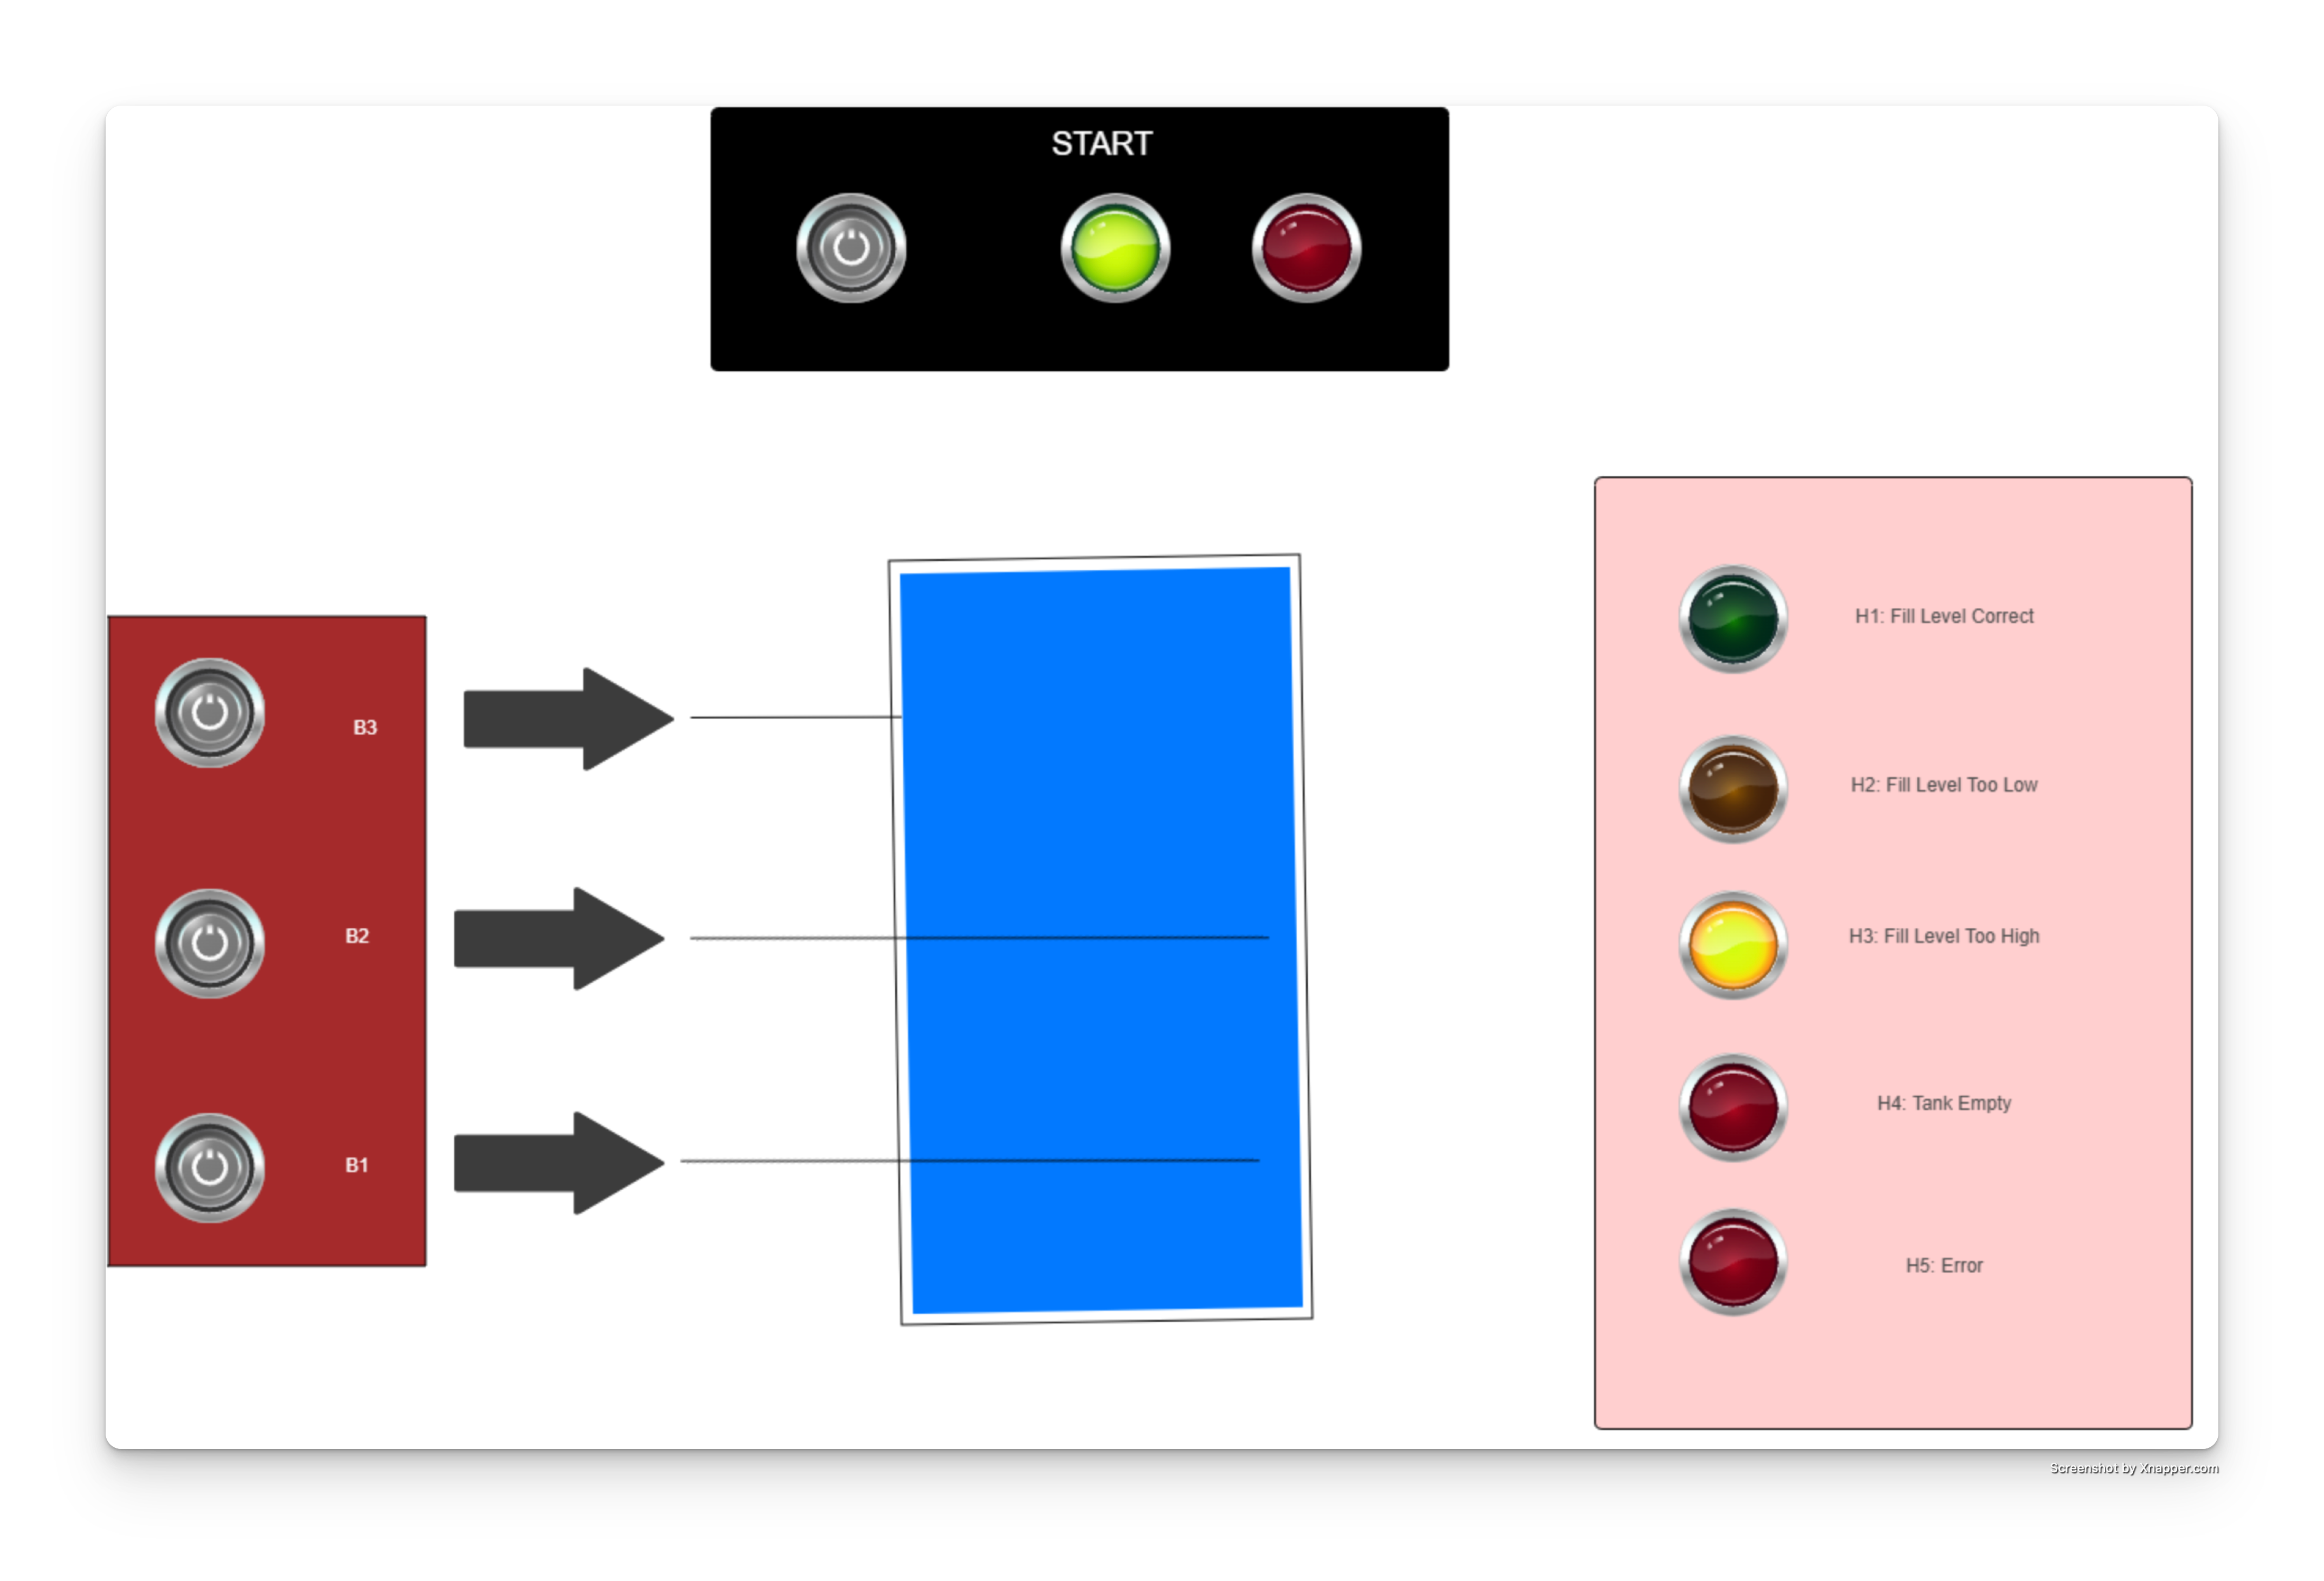 START
B3
B2
B1
H1: Fill Level Correct
H2: Fill Level Too Low
H3: Fill Level Too High
H4: Tank Empty
H5: Error
Screenshot by Xnapper.com